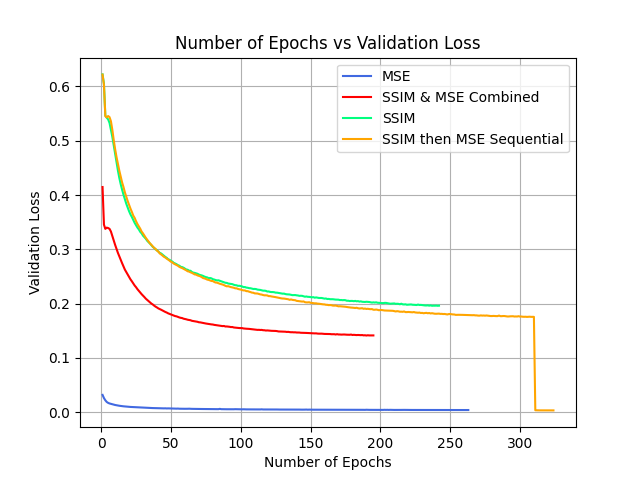 Number of Epochs vs Validation Loss
MSE
SSIM & MSE Combined
SSIM
SSIM then MSE Sequential
Validation Loss
0.6
0.5
0.4
0.3
0.2
0.1
0.0
0 50 100 150 200 250 300
Number of Epochs